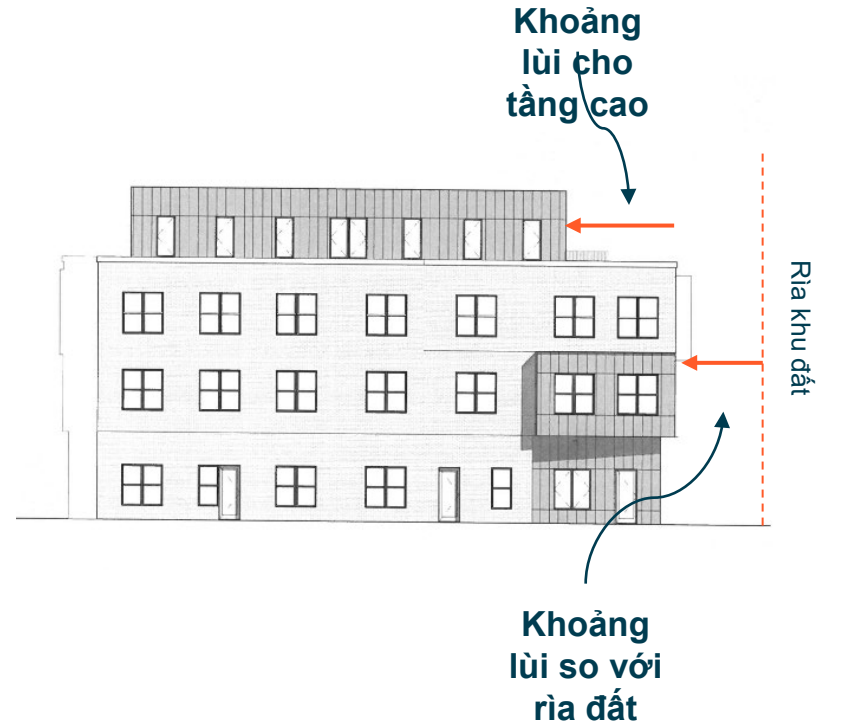 Khoảng
lùi cho
tầng cao
Rìa khu đất
Khoảng
lùi so với
rìa đất